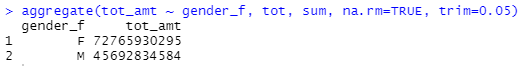 > aggregate(tot_amt ~ gender_f, tot, sum, na.rm=TRUE, trim=0.05)
gender_f tot_amt
1 F 72765930295
2 M 45692834584